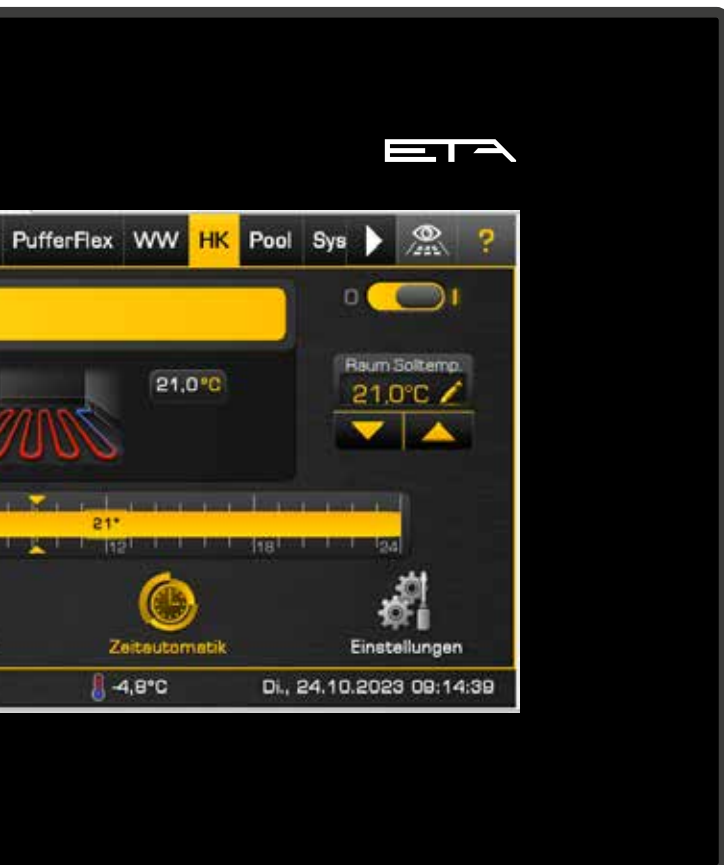 ETA
PufferFlex WW HK Pool Sys ?
0 I
Raum Solltemp.
21,0°C
21,0°C
21°
12 18 24
Zeitautomatik Einstellungen
-4,8°C Di., 24.10.2023 09:14:39